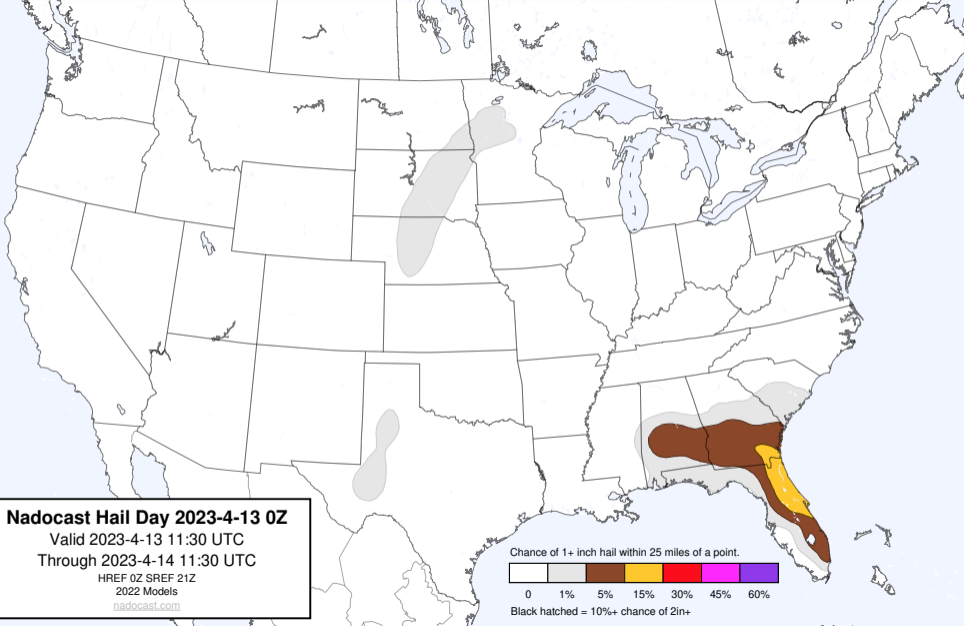 Nadocast Hail Day 2023-4-13 0Z
Valid 2023-4-13 11:30 UTC
Through 2023-4-14 11:30 UTC
HREF 0Z SREF 21Z
2022 Models
nadocast.com
Chance of 1+ inch hail within 25 miles of a point.
0 1% 5% 15% 30% 45% 60%
Black hatched = 10%+ chance of 2in+